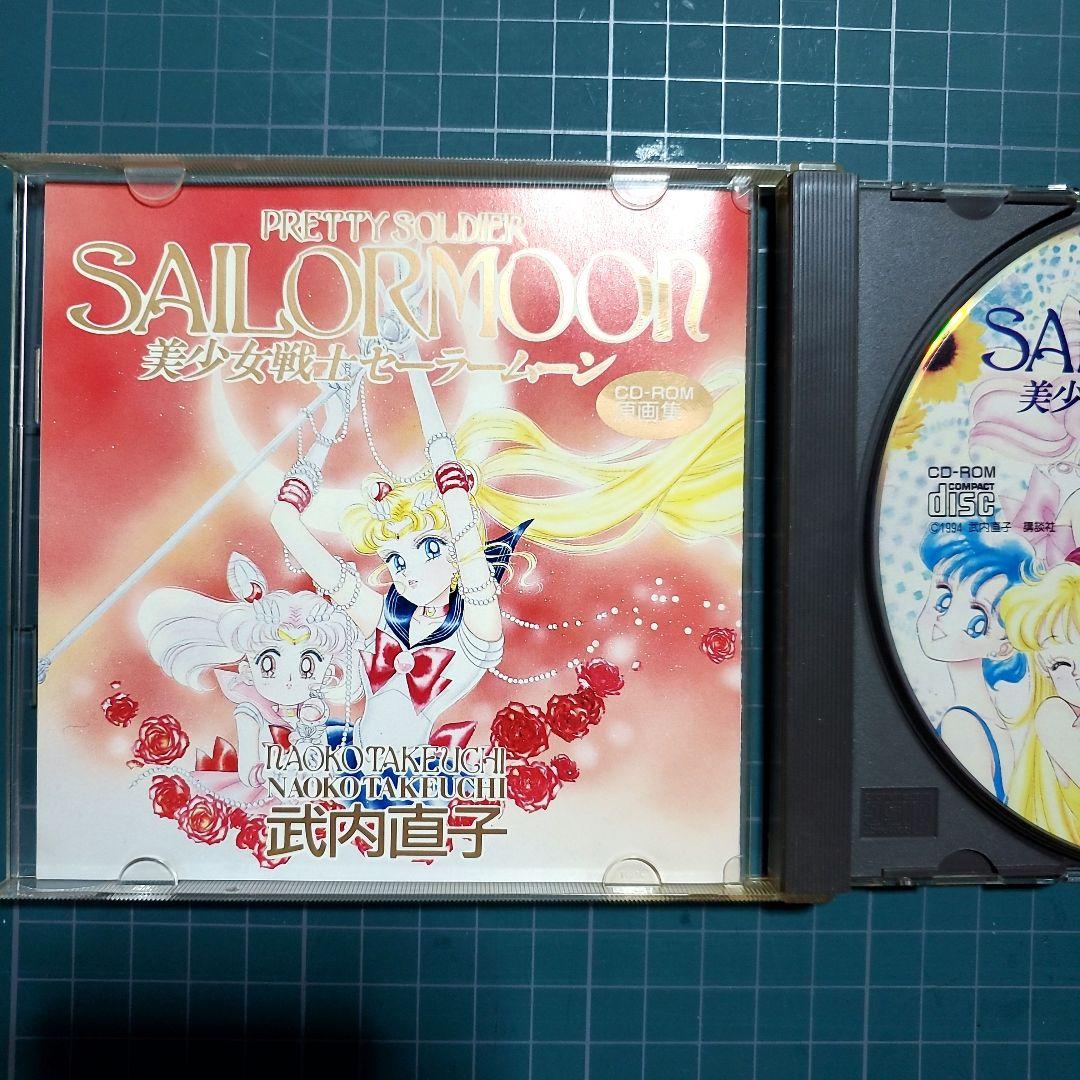 PRETTY SOLDIER
SAILORMOON
美少女戦士セーラームーン
CD-ROM
原画集
NAOKO TAKEUCHI
NAOKO TAKEUCHI
武内直子
SA
美少
CD-ROM
COMPACT
disc
©1994 武内直子 講談社